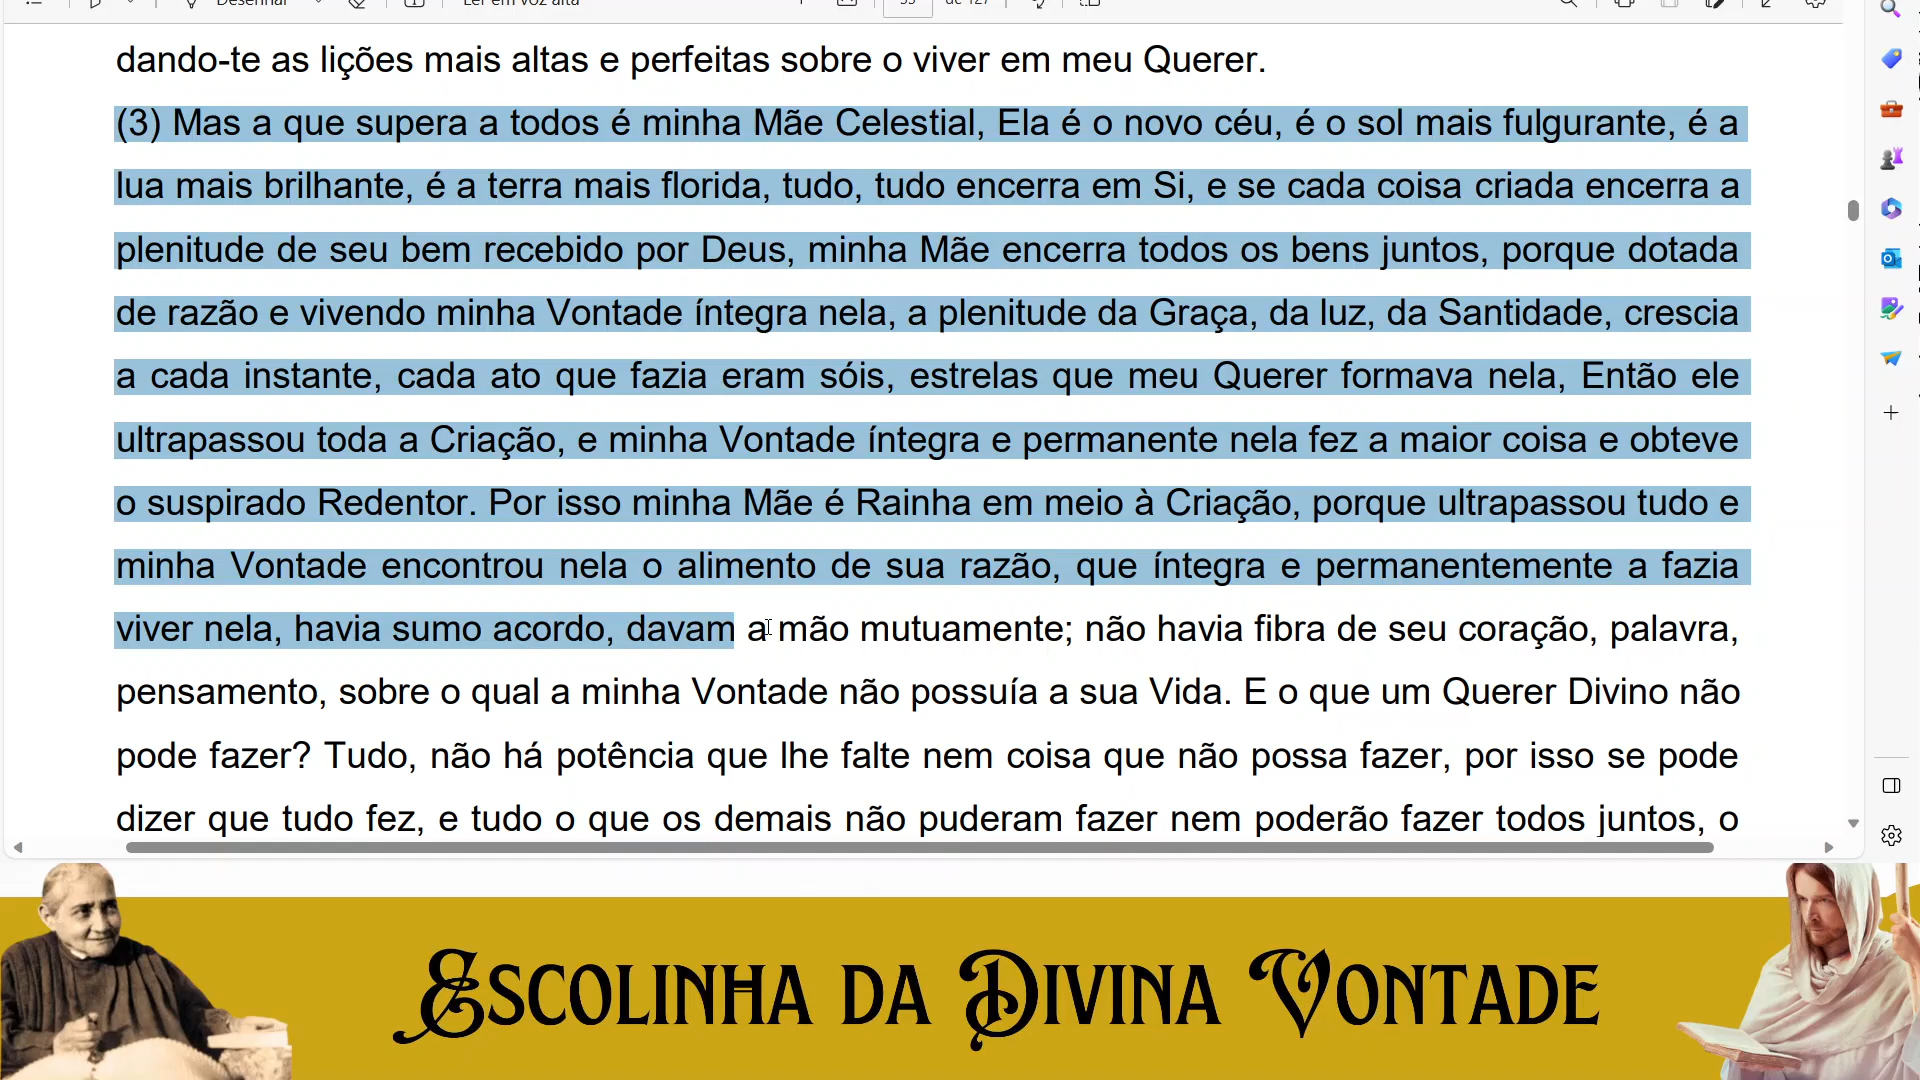 Desenhar
Ler em voz alta
de 127
dando-te as lições mais altas e perfeitas sobre o viver em meu Querer.
(3) Mas a que supera a todos é minha Mãe Celestial, Ela é o novo céu, é o sol mais fulgurante, é a
lua mais brilhante, é a terra mais florida, tudo, tudo encerra em Si, e se cada coisa criada encerra a
plenitude de seu bem recebido por Deus, minha Mãe encerra todos os bens juntos, porque dotada
de razão e vivendo minha Vontade íntegra nela, a plenitude da Graça, da luz, da Santidade, crescia
a cada instante, cada ato que fazia eram sóis, estrelas que meu Querer formava nela, Então ele
ultrapassou toda a Criação, e minha Vontade íntegra e permanente nela fez a maior coisa e obteve
o suspirado Redentor. Por isso minha Mãe é Rainha em meio à Criação, porque ultrapassou tudo e
minha Vontade encontrou nela o alimento de sua razão, que íntegra e permanentemente a fazia
viver nela, havia sumo acordo, davam a mão mutuamente; não havia fibra de seu coração, palavra,
pensamento, sobre o qual a minha Vontade não possuía a sua Vida. E o que um Querer Divino não
pode fazer? Tudo, não há potência que lhe falte nem coisa que não possa fazer, por isso se pode
dizer que tudo fez, e tudo o que os demais não puderam fazer nem poderão fazer todos juntos, o
Escolinha da Divina Vontade